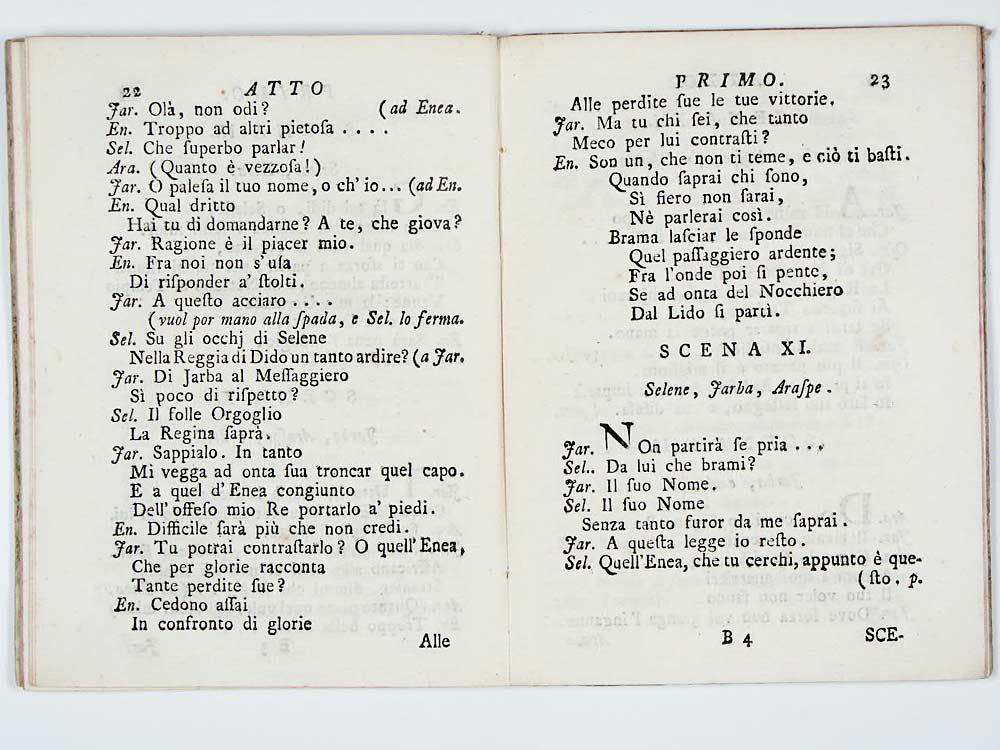 22 ATTO
Jar. Olà, non odi? (ad Enea.
En. Troppo ad altri pietoſa . . . .
Sel. Che ſuperbo parlar!
Ara. (Quanto è vezzoſa!)
Jar. O paleſa il tuo nome, o ch' io... (ad En.
En. Qual dritto
Hai tu di domandarne? A te, che giova?
Jar. Ragione è il piacer mio.
En. Fra noi non s'uſa
Di riſponder a' ſtolti.
Jar. A queſto acciaro . . . .
(vuol por mano alla ſpada, e Sel. lo ferma.
Sel. Su gli occhj di Selene
Nella Reggia di Dido un tanto ardire? (a Jar.
Jar. Di Jarba al Meſſaggiero
Sì poco di riſpetto?
Sel. Il folle Orgoglio
La Regina ſaprà.
Jar. Sappialo. In tanto
Mi vegga ad onta ſua troncar quel capo.
E a quel d'Enea congiunto
Dell'offeſo mio Re portarlo a' piedi.
En. Difficile ſarà più che non credi.
Jar. Tu potrai contraſtarlo? O quell'Enea,
Che per glorie racconta
Tante perdite ſue?
En. Cedono aſſai
In confronto di glorie
Alle
PRIMO. 23
Alle perdite ſue le tue vittorie.
Jar. Ma tu chi ſei, che tanto
Meco per lui contraſti?
En. Son un, che non ti teme, e ciò ti baſti.
Quando ſaprai chi ſono,
Sì fiero non ſarai,
Nè parlerai così.
Brama laſciar le ſponde
Quel paſſaggiero ardente;
Fra l'onde poi ſi pente,
Se ad onta del Nocchiero
Dal Lido ſi partì.
SCENA XI.
Selene, Jarba, Araſpe.
Jar. NOn partirà ſe pria . . .
Sel.. Da lui che brami?
Jar. Il ſuo Nome.
Sel. Il ſuo Nome
Senza tanto furor da me ſaprai.
Jar. A queſta legge io reſto.
Sel. Quell'Enea, che tu cerchi, appunto è que-
(ſto. p.
B 4 SCE-